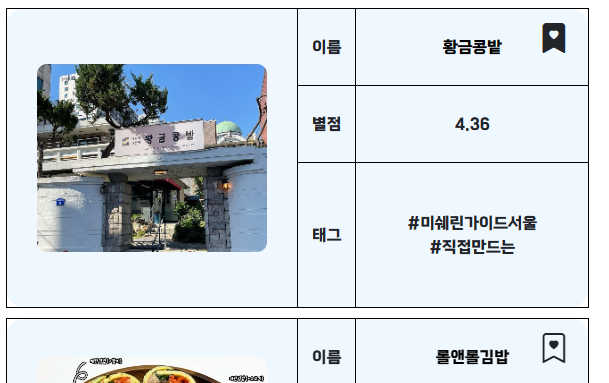 이름
황금콩밭
황금콩밭
별점
4.36
태그
#미쉐린가이드서울
#직접만드는
이름
롤앤롤김밥